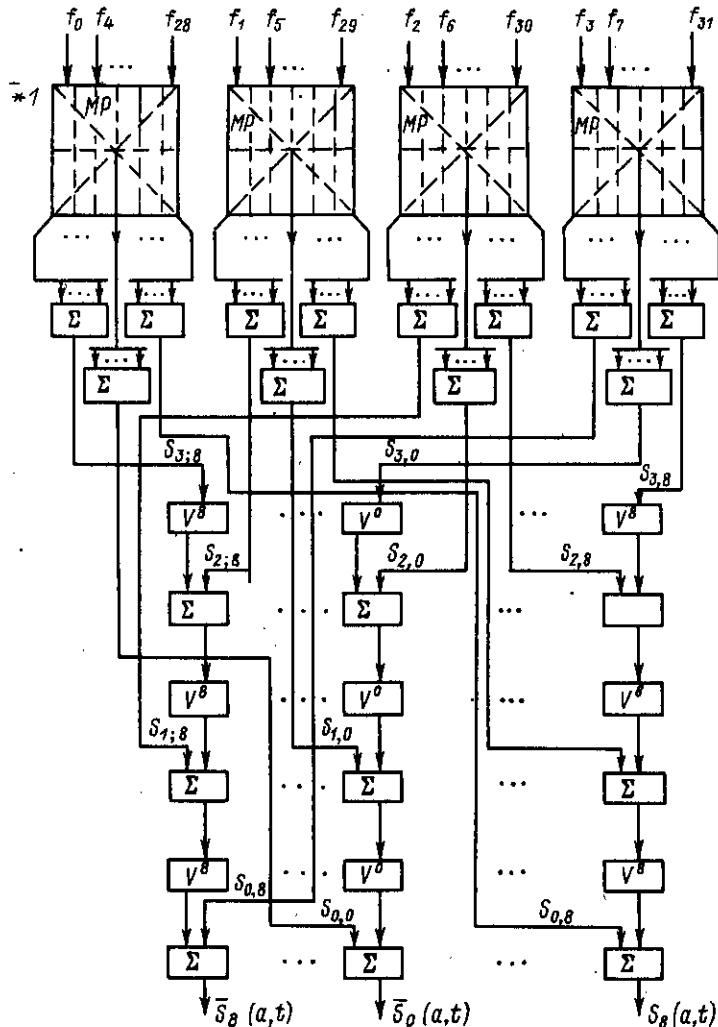 f₀ f₄ ... f₂₈ f₁ f₅ ... f₂₉ f₂ f₆ ... f₃₀ f₃ f₇ ... f₃₁
*1
MP MP MP MP
... ... ... ... ... ... ... ...
... ... ... ... ... ... ... ...
Σ Σ Σ Σ Σ Σ Σ Σ
... ... ... ...
Σ Σ Σ Σ
S₃;₈ S₃,₀ S₃,₈
V⁸ .... V⁰ ... V⁸
S₂;₈ S₂,₀ S₂,₈
Σ .... Σ ...
V⁸ .... V⁰ ... V⁸
S₁;₈ S₁,₀
Σ .... Σ ... Σ
V⁸ .... V⁰ ... V⁸
S₀,₈ S₀,₀ S₀,₈
Σ .... Σ ... Σ
S̄₈(a,t) S̄₀(a,t) S₈(a,t)